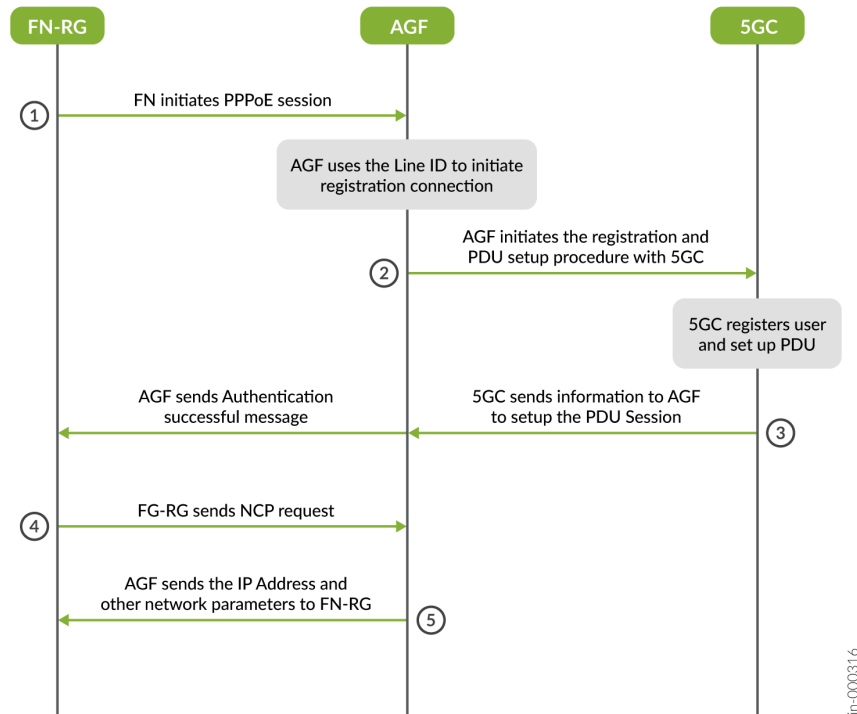 FN-RG
AGF
5GC
1
FN initiates PPPoE session
AGF uses the Line ID to initiate
registration connection
AGF initiates the registration and
PDU setup procedure with 5GC
2
5GC registers user
and set up PDU
AGF sends Authentication
successful message
5GC sends information to AGF
to setup the PDU Session
3
FG-RG sends NCP request
4
AGF sends the IP Address and
other network parameters to FN-RG
5
jn-000316